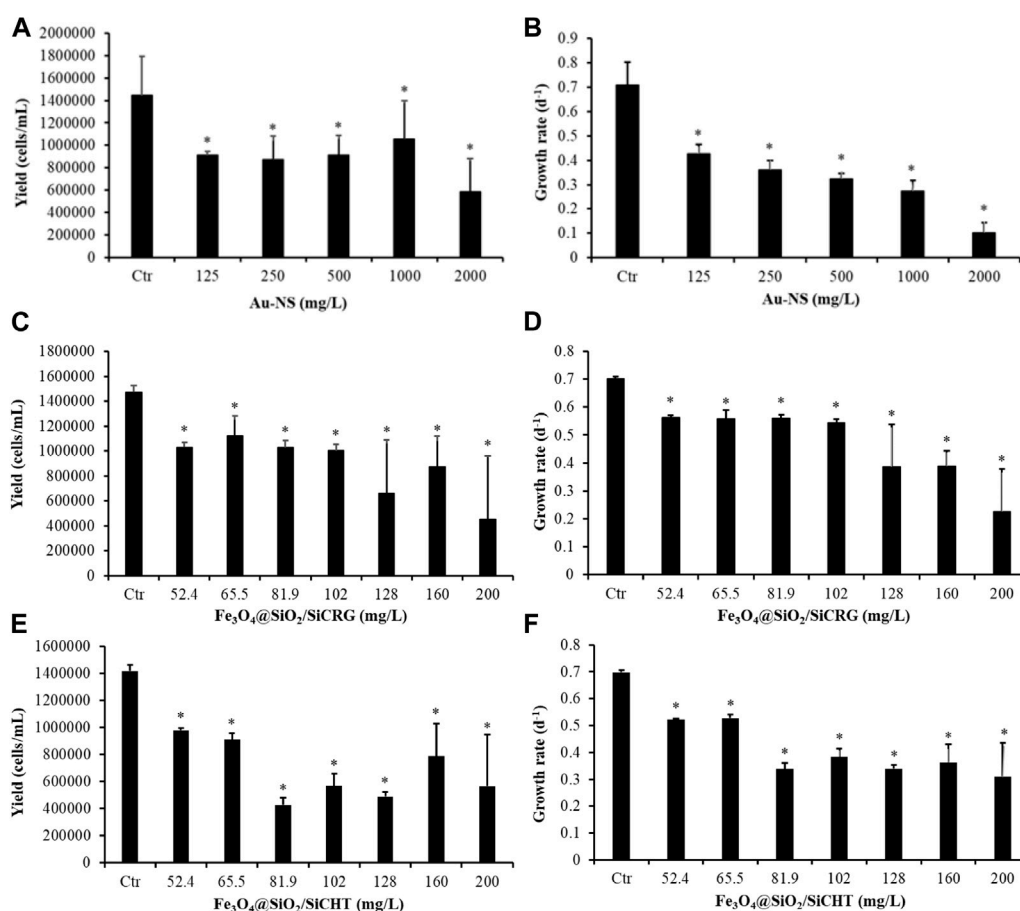 A
2000000
1800000
1600000
1400000
1200000
1000000
800000
600000
400000
200000
0
Yield (cells/mL)
* * * * *
Ctr 125 250 500 1000 2000
Au-NS (mg/L)
B
0.9
0.8
0.7
0.6
0.5
0.4
0.3
0.2
0.1
0
Growth rate (d⁻¹)
* * * * *
Ctr 125 250 500 1000 2000
Au-NS (mg/L)
C
1800000
1600000
1400000
1200000
1000000
800000
600000
400000
200000
0
Yield (cells/mL)
* * * * * * *
Ctr 52.4 65.5 81.9 102 128 160 200
Fe₃O₄@SiO₂/SiCRG (mg/L)
D
0.8
0.7
0.6
0.5
0.4
0.3
0.2
0.1
0
Growth rate (d⁻¹)
* * * * * * *
Ctr 52.4 65.5 81.9 102 128 160 200
Fe₃O₄@SiO₂/SiCRG (mg/L)
E
1600000
1400000
1200000
1000000
800000
600000
400000
200000
0
Yield (cells/mL)
* * * * * * *
Ctr 52.4 65.5 81.9 102 128 160 200
Fe₃O₄@SiO₂/SiCHT (mg/L)
F
0.8
0.7
0.6
0.5
0.4
0.3
0.2
0.1
0
Growth rate (d⁻¹)
* * * * * * *
Ctr 52.4 65.5 81.9 102 128 160 200
Fe₃O₄@SiO₂/SiCHT (mg/L)